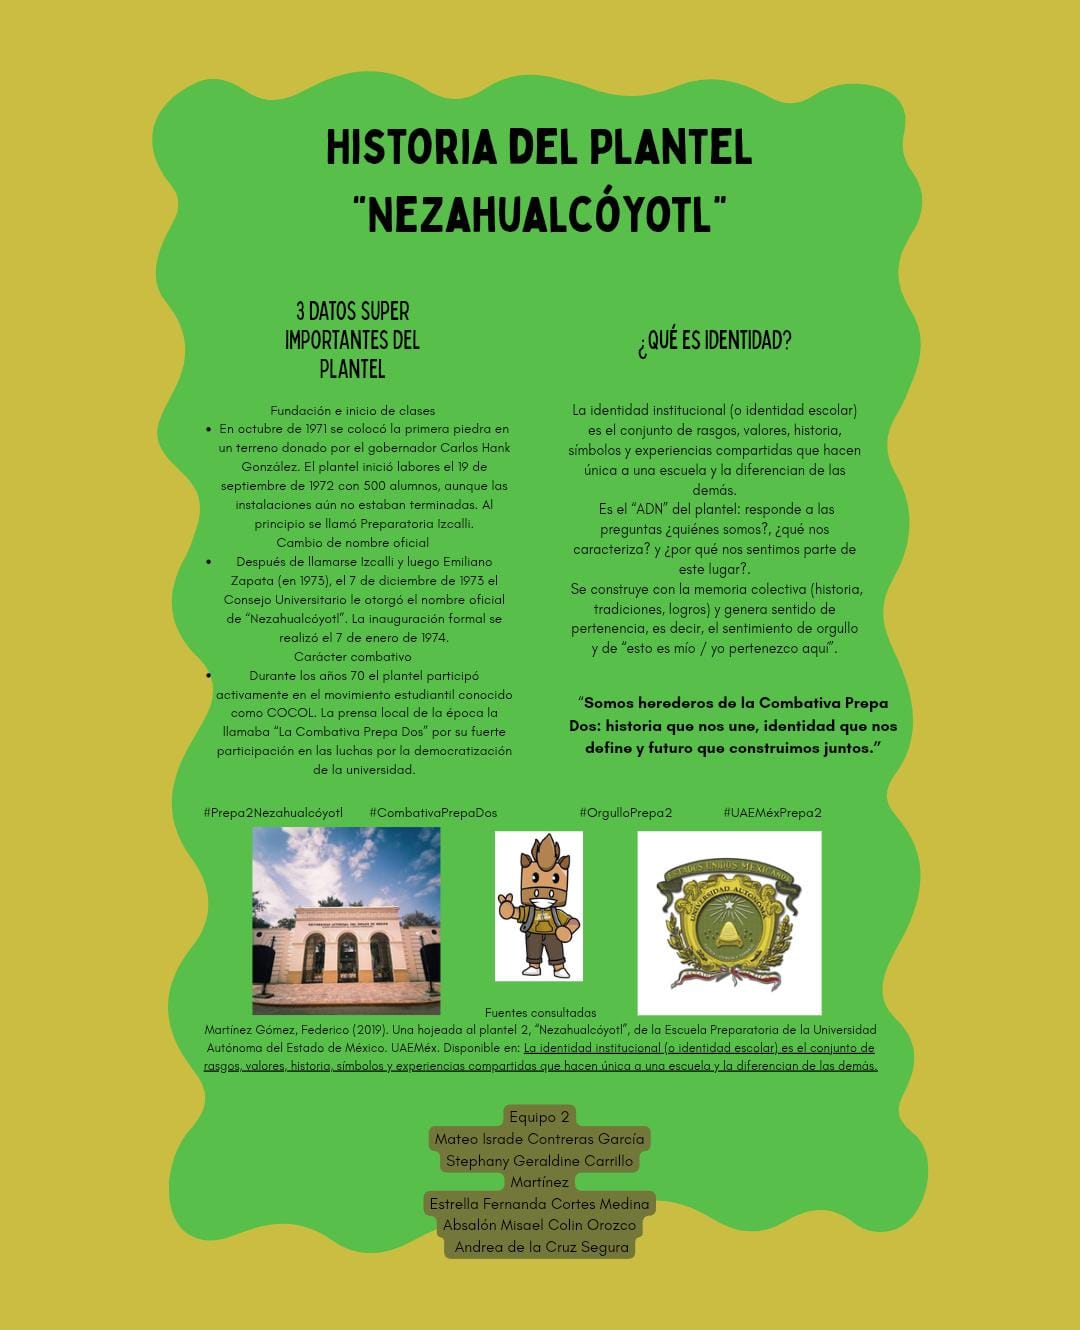 HISTORIA DEL PLANTEL
"NEZAHUALCÓYOTL"
3 DATOS SUPER
IMPORTANTES DEL
PLANTEL
Fundación e inicio de clases
• En octubre de 1971 se colocó la primera piedra en
un terreno donado por el gobernador Carlos Hank
González. El plantel inició labores el 19 de
septiembre de 1972 con 500 alumnos, aunque las
instalaciones aún no estaban terminadas. Al
principio se llamó Preparatoria Izcalli.
Cambio de nombre oficial
• Después de llamarse Izcalli y luego Emiliano
Zapata (en 1973), el 7 de diciembre de 1973 el
Consejo Universitario le otorgó el nombre oficial
de “Nezahualcóyotl”. La inauguración formal se
realizó el 7 de enero de 1974.
Carácter combativo
• Durante los años 70 el plantel participó
activamente en el movimiento estudiantil conocido
como COCOL. La prensa local de la época la
llamaba “La Combativa Prepa Dos” por su fuerte
participación en las luchas por la democratización
de la universidad.
¿QUÉ ES IDENTIDAD?
La identidad institucional (o identidad escolar)
es el conjunto de rasgos, valores, historia,
símbolos y experiencias compartidas que hacen
única a una escuela y la diferencian de las
demás.
Es el “ADN” del plantel: responde a las
preguntas ¿quiénes somos?, ¿qué nos
caracteriza? y ¿por qué nos sentimos parte de
este lugar?.
Se construye con la memoria colectiva (historia,
tradiciones, logros) y genera sentido de
pertenencia, es decir, el sentimiento de orgullo
y de “esto es mío / yo pertenezco aquí”.
“Somos herederos de la Combativa Prepa
Dos: historia que nos une, identidad que nos
define y futuro que construimos juntos.”
#Prepa2Nezahualcóyotl #CombativaPrepaDos #OrgulloPrepa2 #UAEMéxPrepa2
UNIVERSIDAD AUTÓNOMA DEL ESTADO DE MÉXICO
ESTADOS UNIDOS MEXICANOS
UNIVERSIDAD AUTONOMA
Fuentes consultadas
Martínez Gómez, Federico (2019). Una hojeada al plantel 2, “Nezahualcóyotl”, de la Escuela Preparatoria de la Universidad
Autónoma del Estado de México. UAEMéx. Disponible en: La identidad institucional (o identidad escolar) es el conjunto de
rasgos, valores, historia, símbolos y experiencias compartidas que hacen única a una escuela y la diferencian de las demás.
Equipo 2
Mateo Israde Contreras García
Stephany Geraldine Carrillo
Martínez
Estrella Fernanda Cortes Medina
Absalón Misael Colin Orozco
Andrea de la Cruz Segura